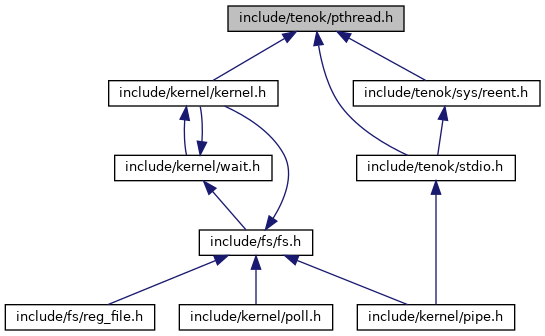 include/tenok/pthread.h
include/kernel/kernel.h
include/tenok/sys/reent.h
include/kernel/wait.h
include/tenok/stdio.h
include/fs/fs.h
include/fs/reg_file.h
include/kernel/poll.h
include/kernel/pipe.h